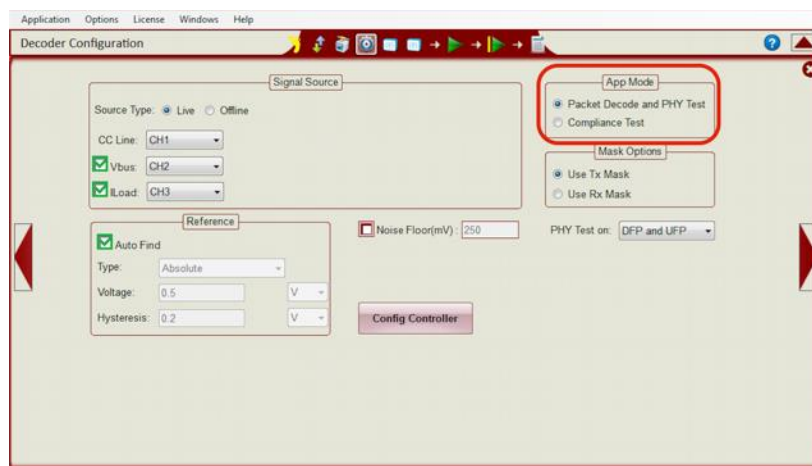 Application Options License Windows Help
Decoder Configuration
Signal Source
Source Type: Live Offline
CC Line: CH1
Vbus: CH2
ILoad: CH3
App Mode
Packet Decode and PHY Test
Compliance Test
Mask Options
Use Tx Mask
Use Rx Mask
Reference
Auto Find
Type: Absolute
Voltage: 0.5 V
Hysteresis: 0.2 V
Noise Floor(mV) : 250
PHY Test on: DFP and UFP
Config Controller